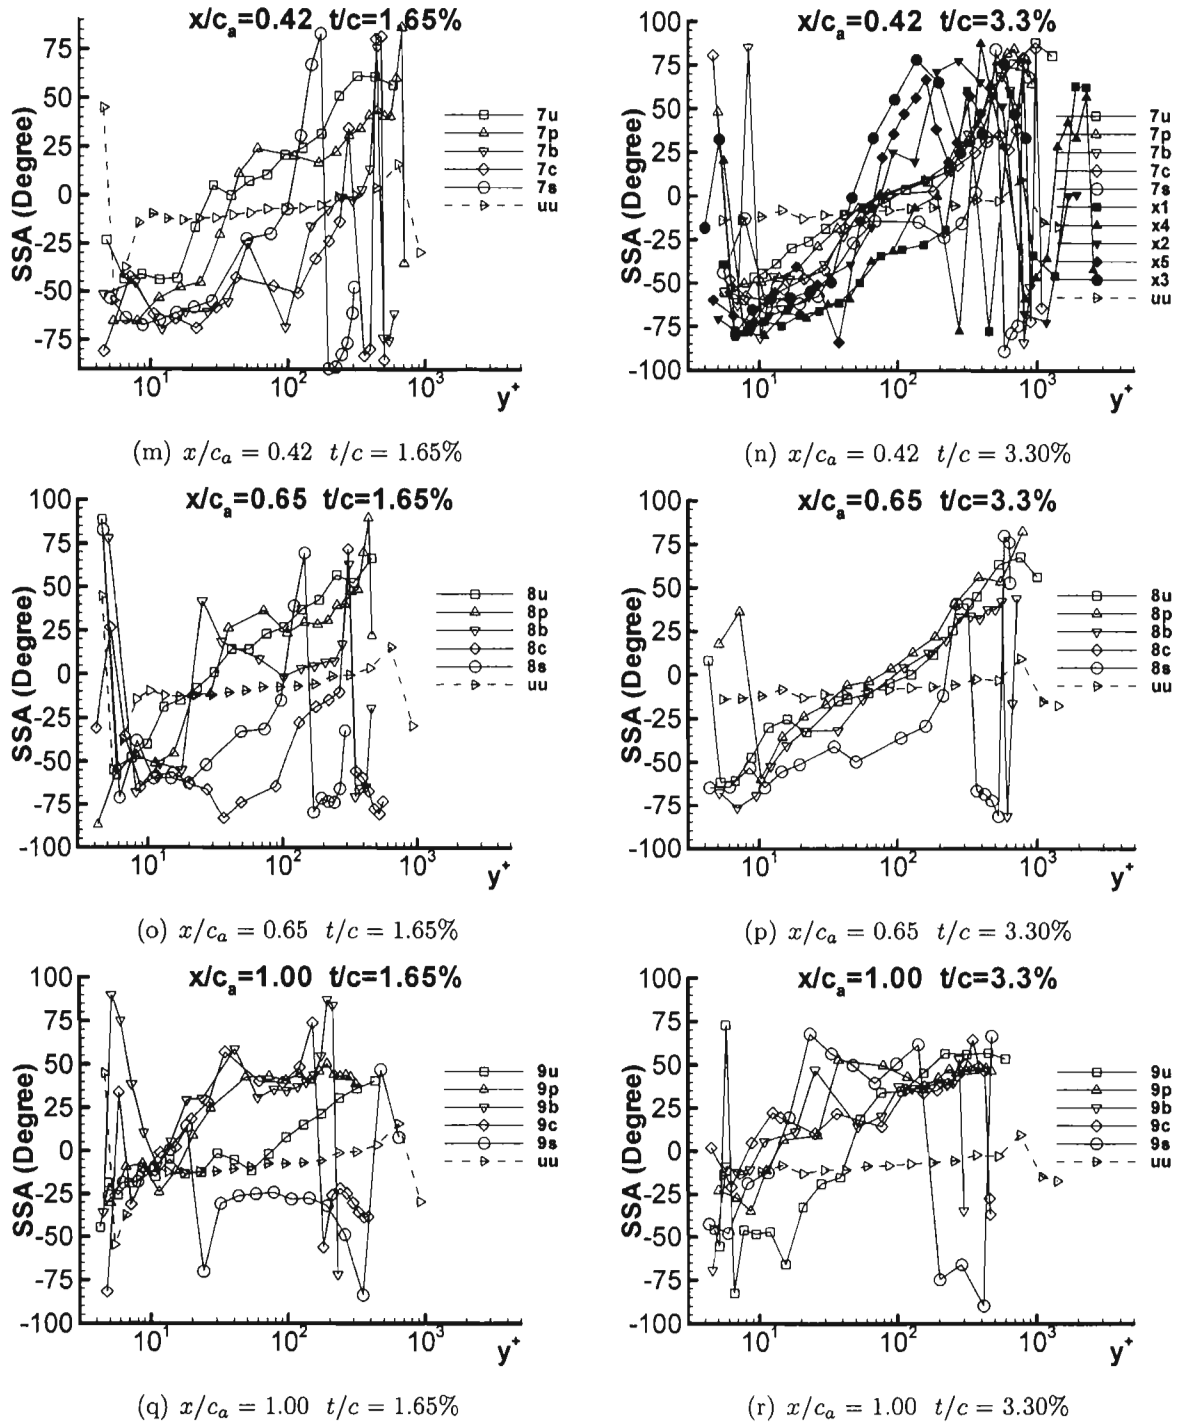 x/ca=0.42 t/c=1.65%
SSA (Degree)
75
50
25
0
-25
-50
-75
10¹
10²
10³
y⁺
7u
7p
7b
7c
7s
uu
(m) x/ca = 0.42 t/c = 1.65%
x/ca=0.42 t/c=3.3%
SSA (Degree)
100
75
50
25
0
-25
-50
-75
-100
10¹
10²
10³
y⁺
7u
7p
7b
7c
7s
x1
x4
x2
x5
x3
uu
(n) x/ca = 0.42 t/c = 3.30%
x/ca=0.65 t/c=1.65%
SSA (Degree)
100
75
50
25
0
-25
-50
-75
-100
10¹
10²
10³
y⁺
8u
8p
8b
8c
8s
uu
(o) x/ca = 0.65 t/c = 1.65%
x/ca=0.65 t/c=3.3%
SSA (Degree)
100
75
50
25
0
-25
-50
-75
-100
10¹
10²
10³
y⁺
8u
8p
8b
8c
8s
uu
(p) x/ca = 0.65 t/c = 3.30%
x/ca=1.00 t/c=1.65%
SSA (Degree)
100
75
50
25
0
-25
-50
-75
-100
10¹
10²
10³
y⁺
9u
9p
9b
9c
9s
uu
(q) x/ca = 1.00 t/c = 1.65%
x/ca=1.00 t/c=3.3%
SSA (Degree)
100
75
50
25
0
-25
-50
-75
-100
10¹
10²
10³
y⁺
9u
9p
9b
9c
9s
uu
(r) x/ca = 1.00 t/c = 3.30%